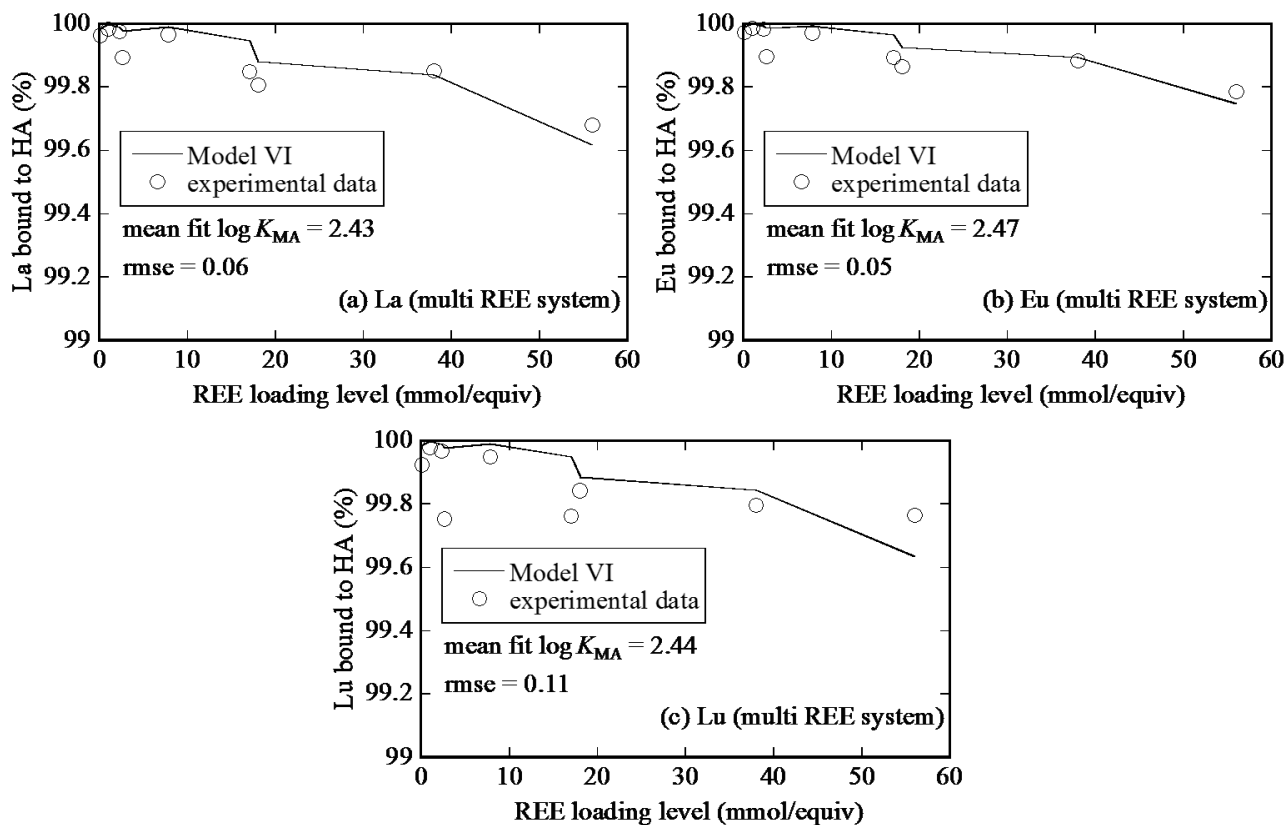 100
99.8
99.6
99.4
99.2
99
La bound to HA (%)
Model VI
experimental data
mean fit log K_MA = 2.43
rmse = 0.06
(a) La (multi REE system)
0 10 20 30 40 50 60
REE loading level (mmol/equiv)
100
99.8
99.6
99.4
99.2
99
Eu bound to HA (%)
Model VI
experimental data
mean fit log K_MA = 2.47
rmse = 0.05
(b) Eu (multi REE system)
0 10 20 30 40 50 60
REE loading level (mmol/equiv)
100
99.8
99.6
99.4
99.2
99
Lu bound to HA (%)
Model VI
experimental data
mean fit log K_MA = 2.44
rmse = 0.11
(c) Lu (multi REE system)
0 10 20 30 40 50 60
REE loading level (mmol/equiv)